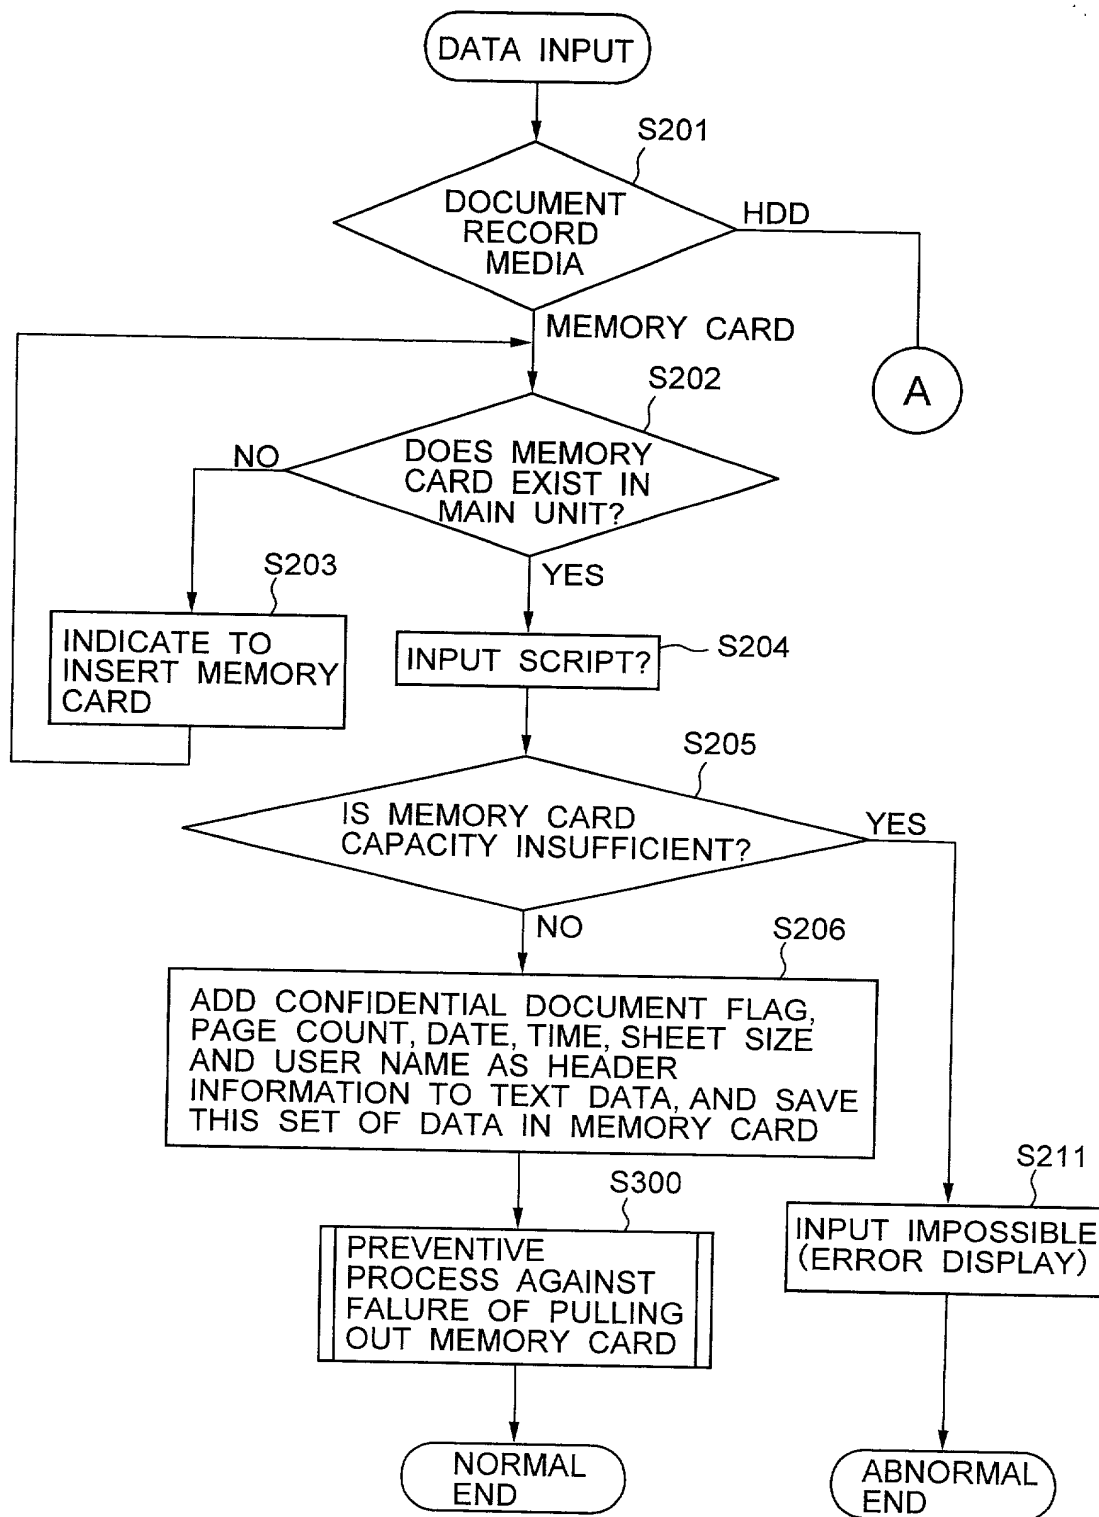 DATA INPUT
S201
DOCUMENT
RECORD
MEDIA
HDD
MEMORY CARD
A
S202
DOES MEMORY
CARD EXIST IN
MAIN UNIT?
NO
YES
S203
INDICATE TO
INSERT MEMORY
CARD
INPUT SCRIPT?
S204
S205
IS MEMORY CARD
CAPACITY INSUFFICIENT?
YES
NO
S206
ADD CONFIDENTIAL DOCUMENT FLAG,
PAGE COUNT, DATE, TIME, SHEET SIZE
AND USER NAME AS HEADER
INFORMATION TO TEXT DATA, AND SAVE
THIS SET OF DATA IN MEMORY CARD
S300
PREVENTIVE
PROCESS AGAINST
FALURE OF PULLING
OUT MEMORY CARD
S211
INPUT IMPOSSIBLE
(ERROR DISPLAY)
NORMAL
END
ABNORMAL
END